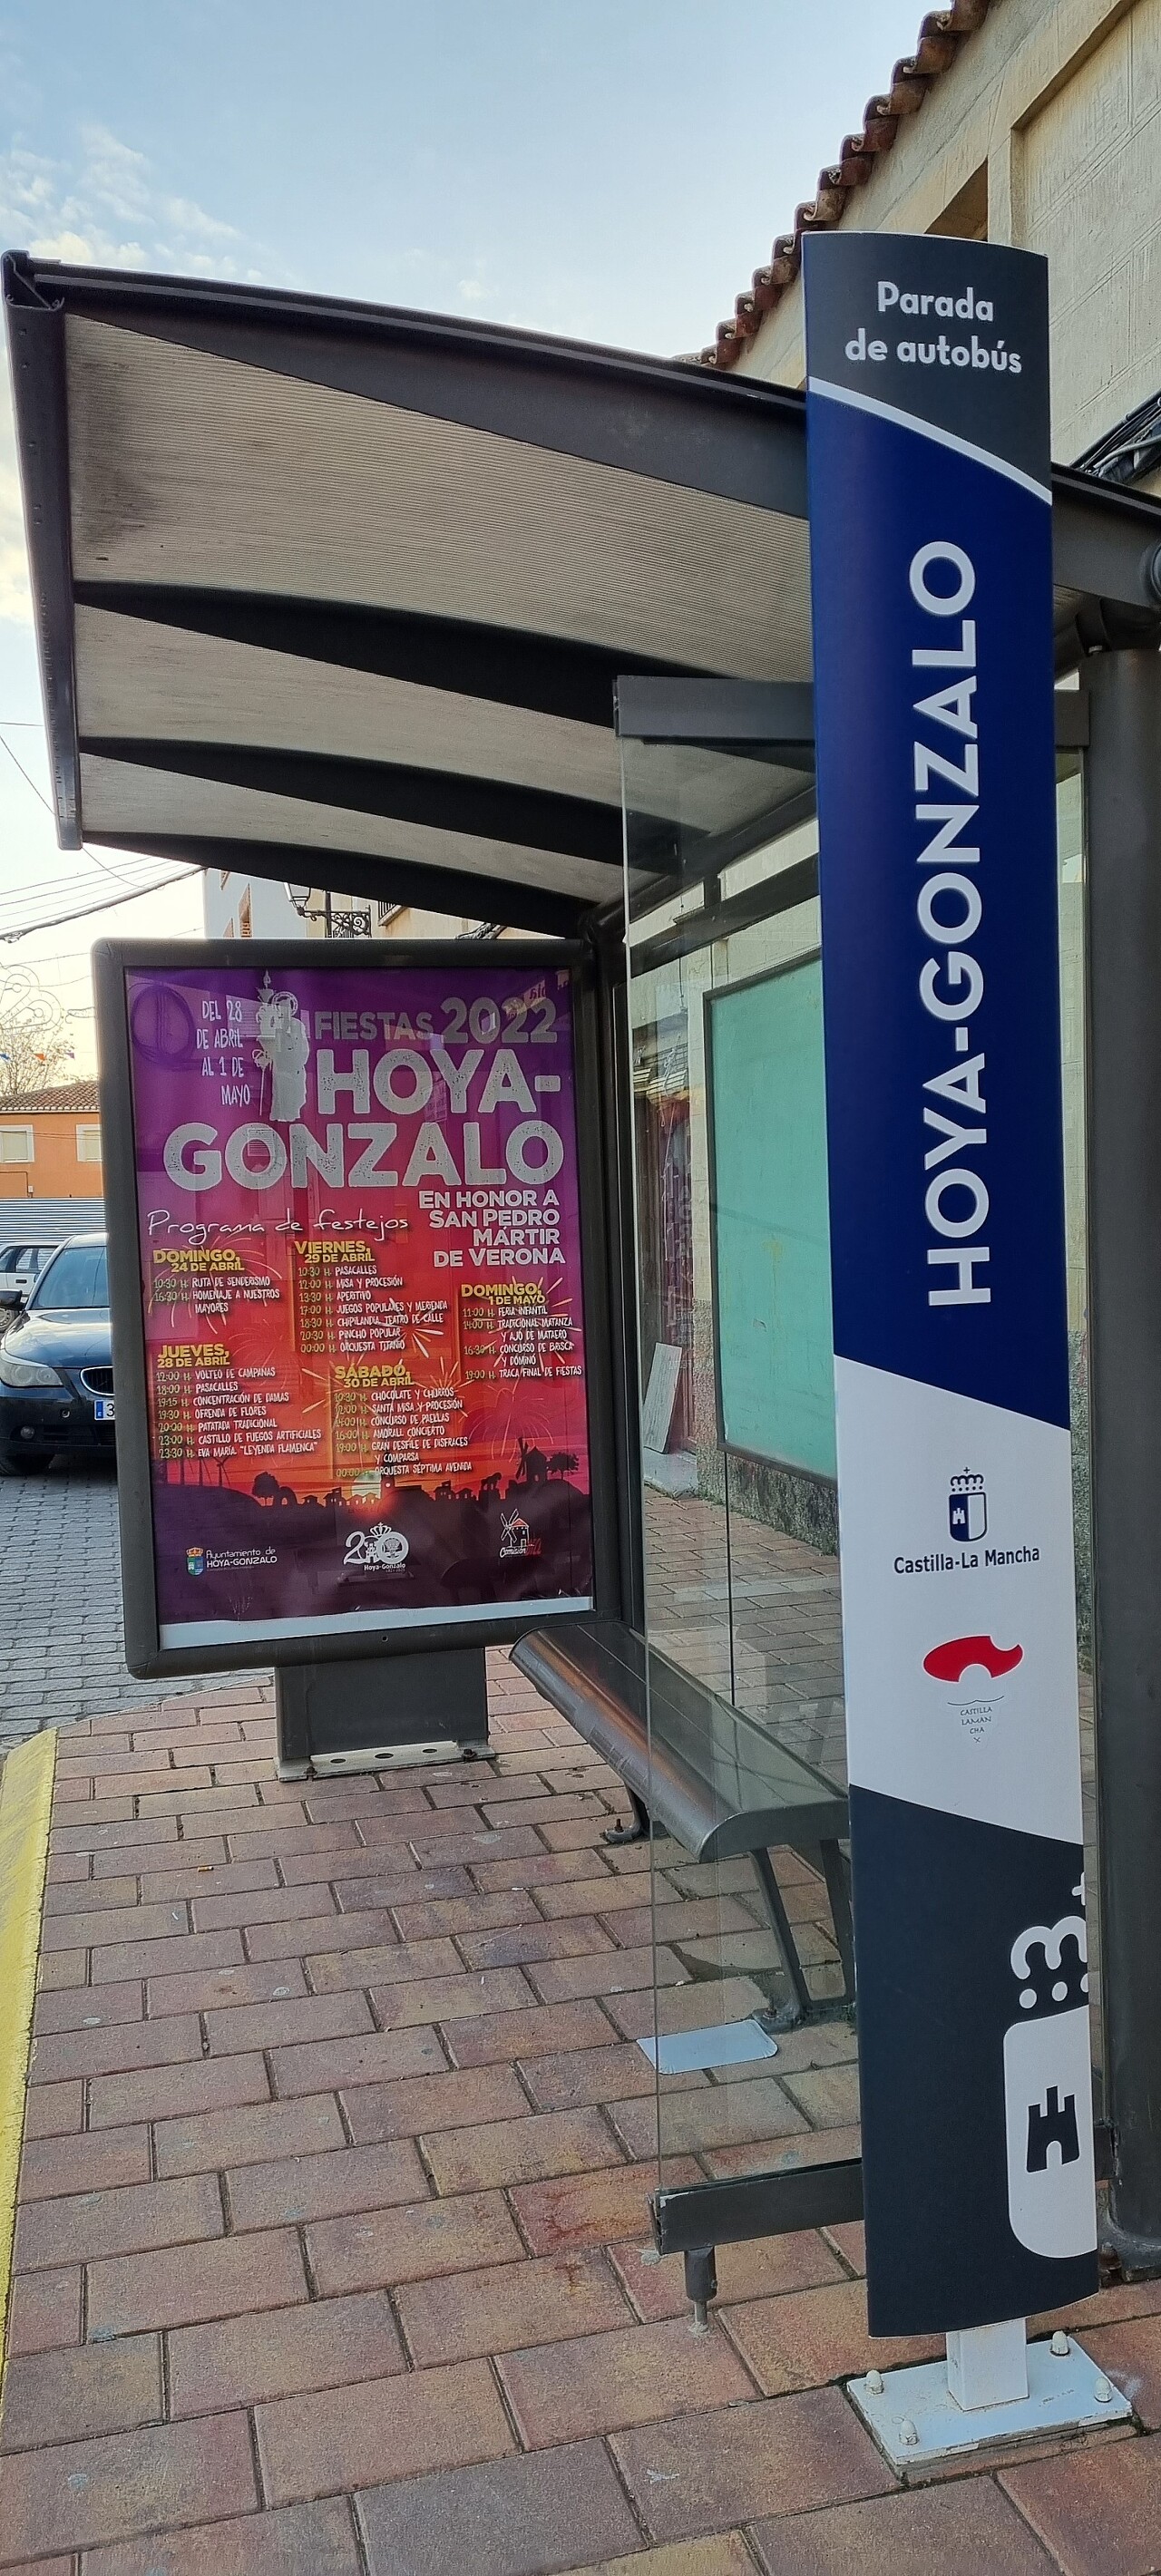 Parada
de autobús
HOYA-GONZALO
Castilla-La Mancha
CASTILLA
LAMAN
CHA
X
DEL 28
DE ABRIL
AL 1 DE
MAYO
FIESTAS 2022
HOYA-
GONZALO
EN HONOR A
SAN PEDRO
MÁRTIR
DE VERONA
Programa de festejos
DOMINGO,
24 DE ABRIL
10:30 H. RUTA DE SENDERISMO
16:30 H. HOMENAJE A NUESTROS
MAYORES
JUEVES,
28 DE ABRIL
12:00 H. VOLTEO DE CAMPANAS
18:00 H. PASACALLES
19:15 H. CONCENTRACIÓN DE DAMAS
19:30 H. OFRENDA DE FLORES
20:00 H. PATATADA TRADICIONAL
23:00 H. CASTILLO DE FUEGOS ARTIFICIALES
23:30 H. EVA MARÍA. "LEYENDA FLAMENCA"
VIERNES,
29 DE ABRIL
10:30 H. PASACALLES
12:00 H. MISA Y PROCESIÓN
13:30 H. APERITIVO
17:00 H. JUEGOS POPULARES Y MERIENDA
18:30 H. CHIPILANDIA, TEATRO DE CALLE
20:30 H. PINCHO POPULAR
00:00 H. ORQUESTA TITANIO
SÁBADO,
30 DE ABRIL
10:30 H. CHOCOLATE Y CHURROS
12:00 H. SANTA MISA Y PROCESIÓN
14:00 H. CONCURSO DE PAELLAS
16:00 H. AMORALL CONCIERTO
19:00 H. GRAN DESFILE DE DISFRACES
Y COMPARSA
00:00 H. ORQUESTA SÉPTIMA AVENIDA
DOMINGO,
1 DE MAYO
11:00 H. FERIA INFANTIL
14:00 H. TRADICIONAL MATANZA
Y AJO DE MATAERO
16:30 H. CONCURSO DE BRISCA
Y DOMINÓ
19:00 H. TRACA FINAL DE FIESTAS
Ayuntamiento de
HOYA-GONZALO
200
Hoya-Gonzalo
Comisión